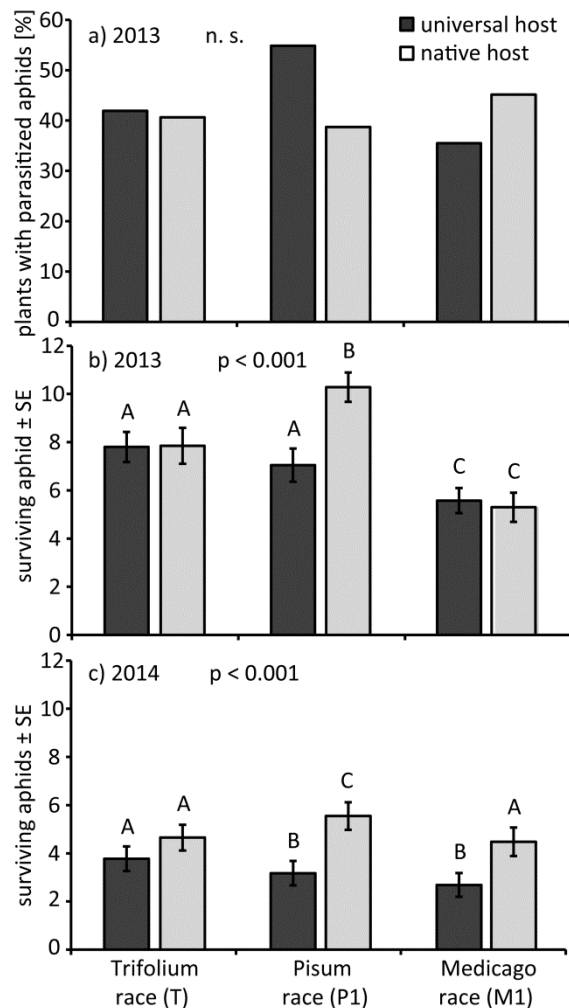 plants with parasitized aphids [%]
60
50
40
30
20
10
0
a) 2013 n. s.
universal host
native host
surviving aphid ± SE
12
10
8
6
4
2
0
b) 2013 p < 0.001
A A A B C C
surviving aphids ± SE
12
10
8
6
4
2
0
c) 2014 p < 0.001
A A B C B A
Trifolium Pisum Medicago
race (T) race (P1) race (M1)